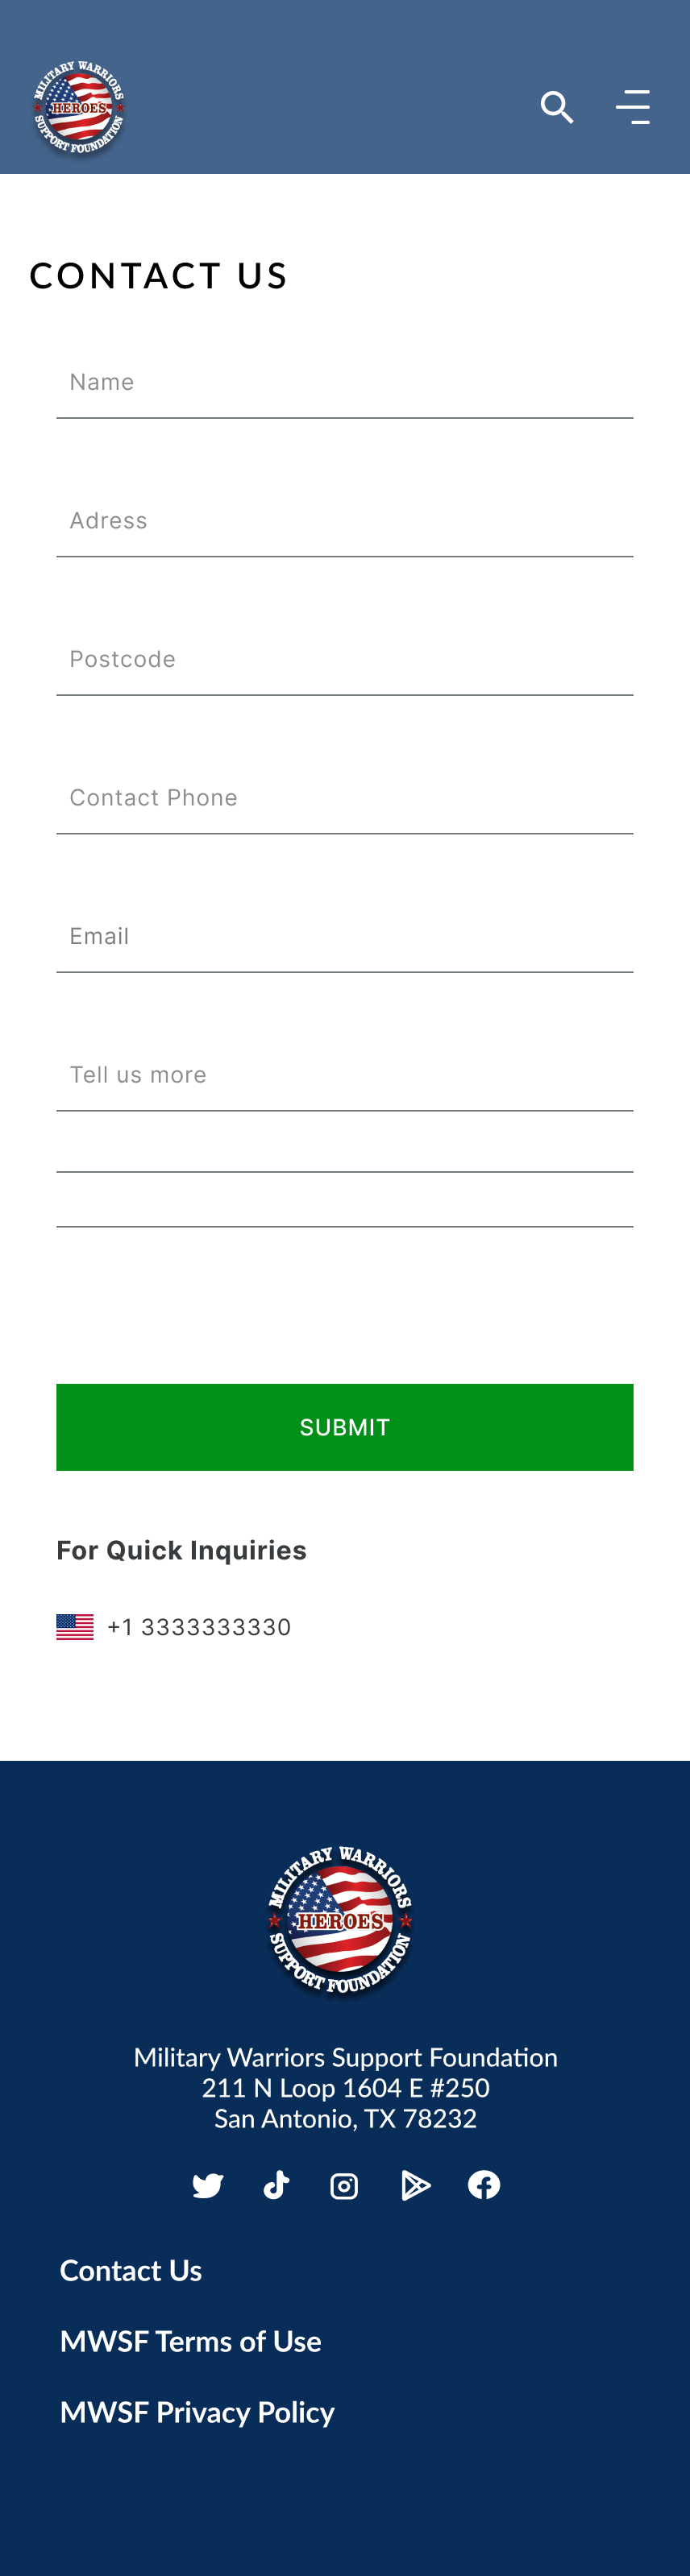 MILITARY WARRIORS
HEROES
SUPPORT FOUNDATION
CONTACT US
Name
Adress
Postcode
Contact Phone
Email
Tell us more
SUBMIT
For Quick Inquiries
+1 3333333330
MILITARY WARRIORS
HEROES
SUPPORT FOUNDATION
Military Warriors Support Foundation
211 N Loop 1604 E #250
San Antonio, TX 78232
Contact Us
MWSF Terms of Use
MWSF Privacy Policy